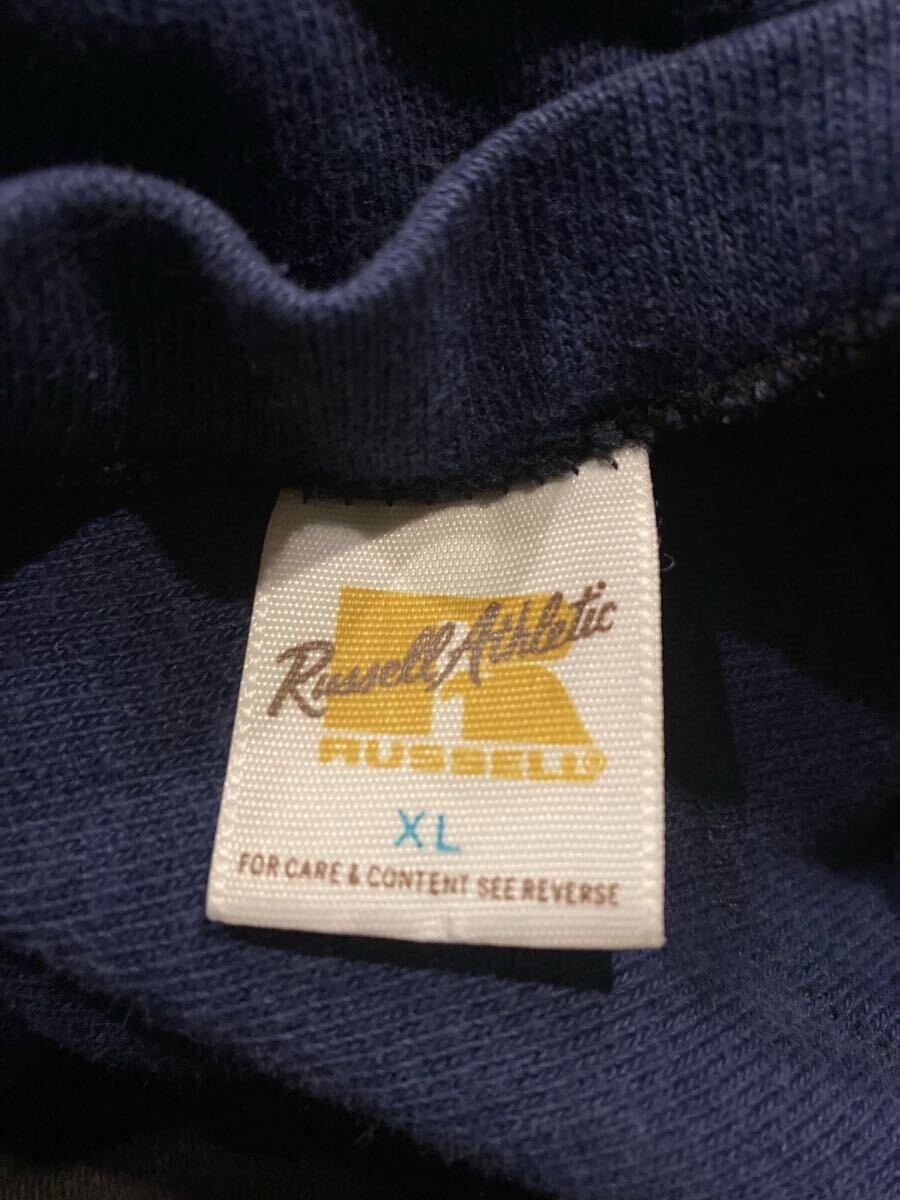 Russell Athletic
RUSSELL®
XL
FOR CARE & CONTENT SEE REVERSE